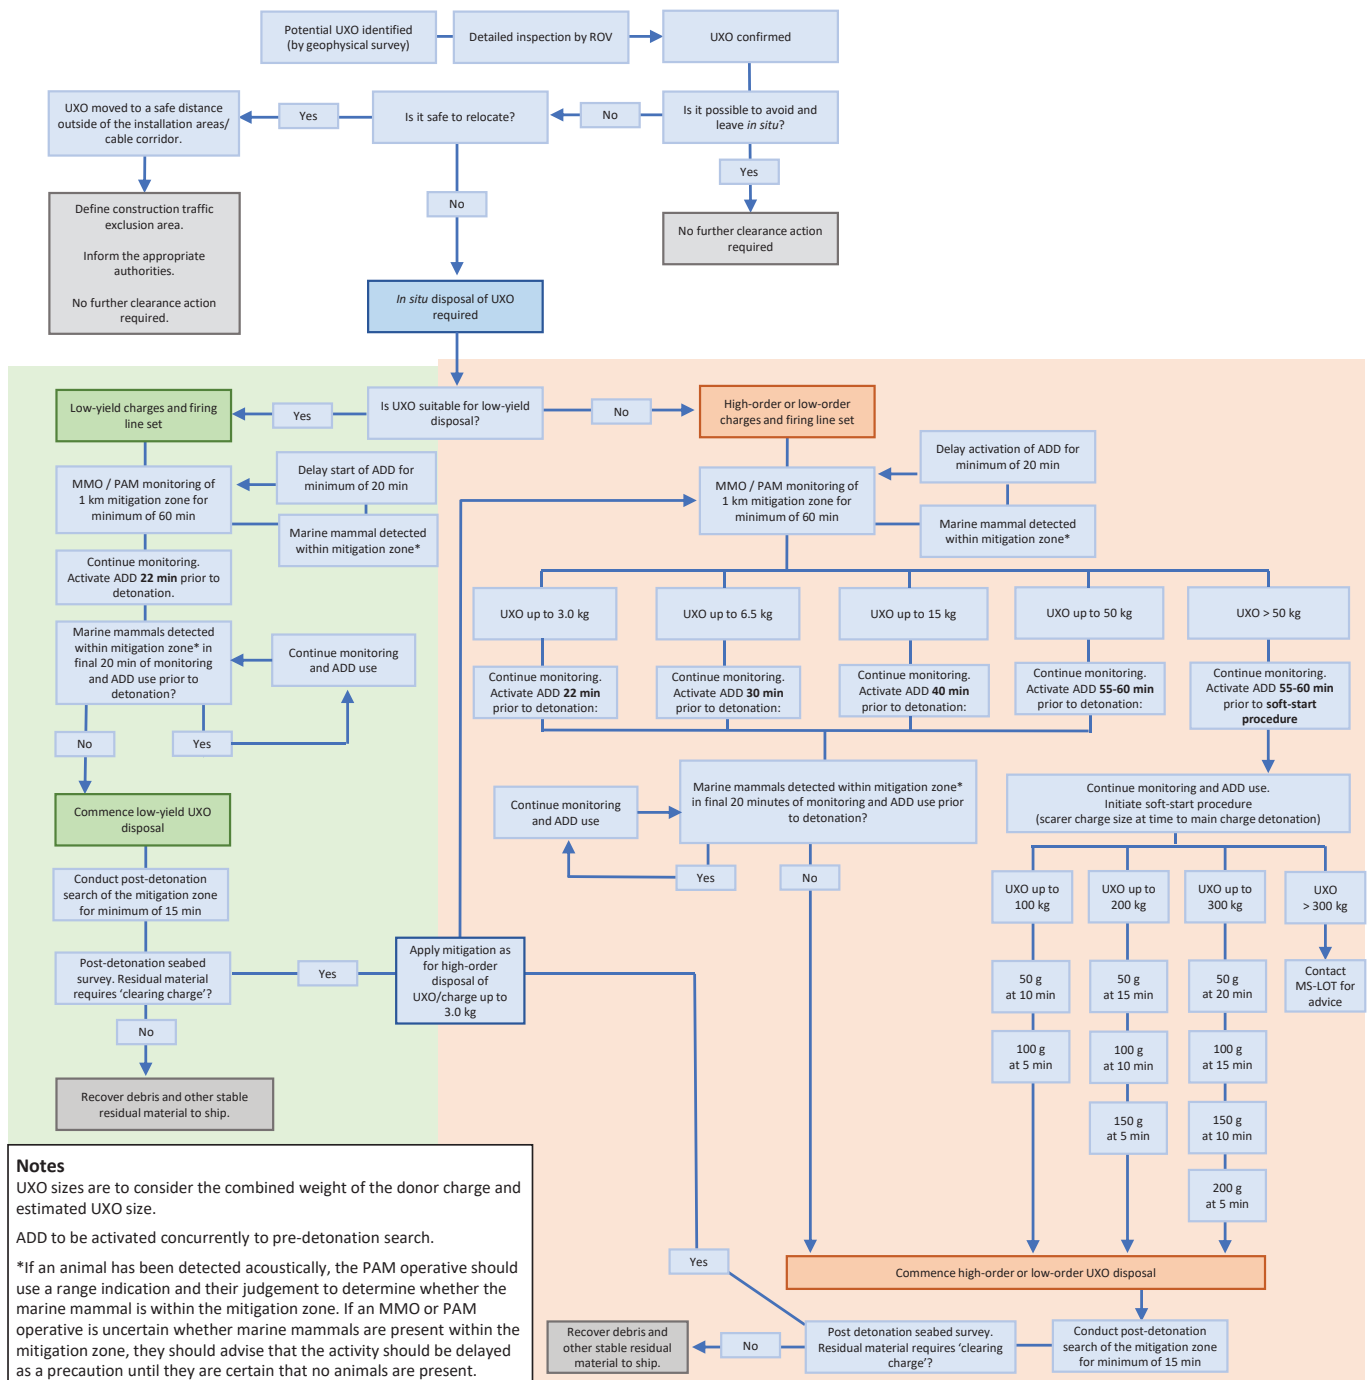 Potential UXO identified
(by geophysical survey)
Detailed inspection by ROV
UXO confirmed
UXO moved to a safe distance
outside of the installation areas/
cable corridor.
Yes
Is it safe to relocate?
No
Is it possible to avoid and
leave in situ?
Yes
No
Define construction traffic
exclusion area.
Inform the appropriate
authorities.
No further clearance action
required.
No further clearance action
required
In situ disposal of UXO
required
Low-yield charges and firing
line set
Yes
Is UXO suitable for low-yield
disposal?
No
High-order or low-order
charges and firing line set
MMO / PAM monitoring of
1 km mitigation zone for
minimum of 60 min
Delay start of ADD for
minimum of 20 min
Marine mammal detected
within mitigation zone*
MMO / PAM monitoring of
1 km mitigation zone for
minimum of 60 min
Delay activation of ADD for
minimum of 20 min
Marine mammal detected
within mitigation zone*
Continue monitoring.
Activate ADD 22 min prior to
detonation.
Marine mammals detected
within mitigation zone* in
final 20 min of monitoring
and ADD use prior to
detonation?
Continue monitoring
and ADD use
No
Yes
UXO up to 3.0 kg
UXO up to 6.5 kg
UXO up to 15 kg
UXO up to 50 kg
UXO > 50 kg
Continue monitoring.
Activate ADD 22 min
prior to detonation:
Continue monitoring.
Activate ADD 30 min
prior to detonation:
Continue monitoring.
Activate ADD 40 min
prior to detonation:
Continue monitoring.
Activate ADD 55-60 min
prior to detonation:
Continue monitoring.
Activate ADD 55-60 min
prior to soft-start
procedure
Commence low-yield UXO
disposal
Continue monitoring
and ADD use
Marine mammals detected within mitigation zone*
in final 20 minutes of monitoring and ADD use prior
to detonation?
Yes
No
Continue monitoring and ADD use.
Initiate soft-start procedure
(scarer charge size at time to main charge detonation)
Conduct post-detonation
search of the mitigation zone
for minimum of 15 min
UXO up to
100 kg
UXO up to
200 kg
UXO up to
300 kg
UXO
> 300 kg
Post-detonation seabed
survey. Residual material
requires ‘clearing charge’?
Yes
Apply mitigation as
for high-order
disposal of
UXO/charge up to
3.0 kg
No
50 g
at 10 min
50 g
at 15 min
50 g
at 20 min
Contact
MS-LOT for
advice
100 g
at 5 min
100 g
at 10 min
100 g
at 15 min
150 g
at 5 min
150 g
at 10 min
200 g
at 5 min
Recover debris and other stable
residual material to ship.
Yes
Commence high-order or low-order UXO disposal
Recover debris and
other stable residual
material to ship.
No
Post detonation seabed survey.
Residual material requires ‘clearing
charge’?
Conduct post-detonation
search of the mitigation zone
for minimum of 15 min
Notes
UXO sizes are to consider the combined weight of the donor charge and
estimated UXO size.
ADD to be activated concurrently to pre-detonation search.
*If an animal has been detected acoustically, the PAM operative should
use a range indication and their judgement to determine whether the
marine mammal is within the mitigation zone. If an MMO or PAM
operative is uncertain whether marine mammals are present within the
mitigation zone, they should advise that the activity should be delayed
as a precaution until they are certain that no animals are present.